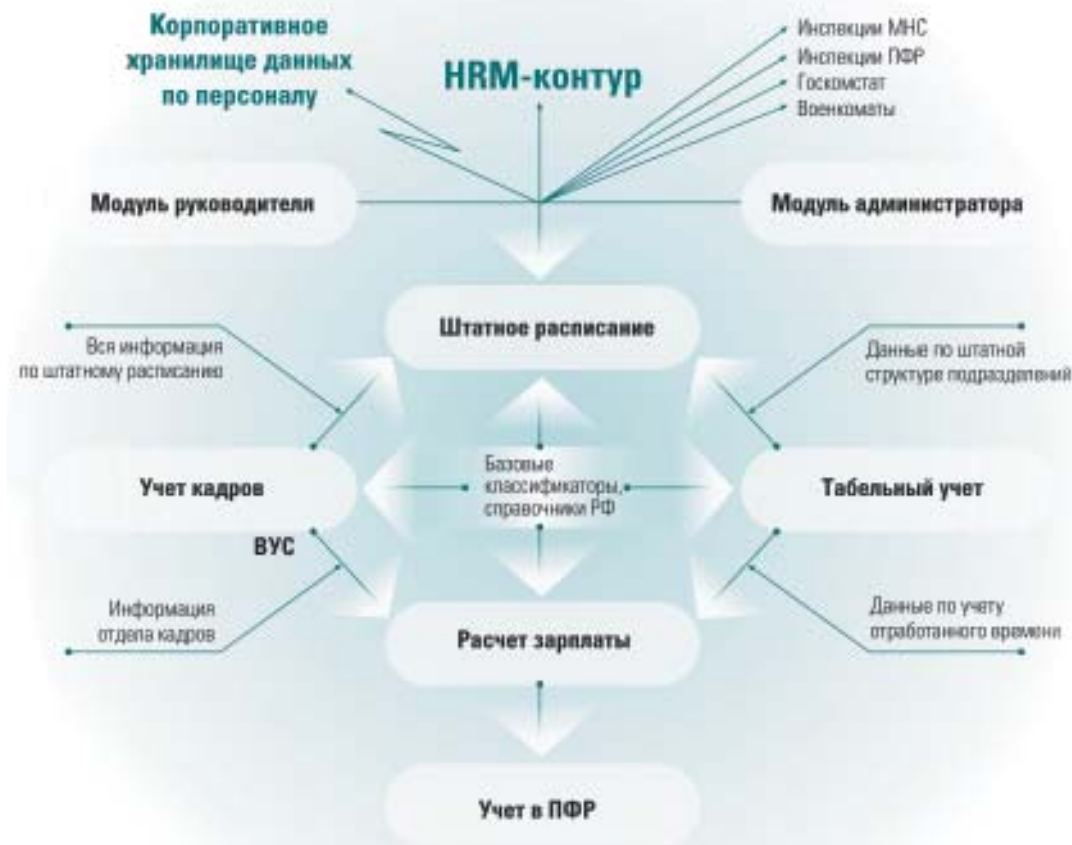 Корпоративное
хранилище данных
по персоналу
HRM-контур
Инспекции МНС
Инспекции ПФР
Госкомстат
Военкоматы
Модуль руководителя
Модуль администратора
Штатное расписание
Вся информация
по штатному расписанию
Данные по штатной
структуре подразделений
Учет кадров
Базовые
классификаторы,
справочники РФ
Табельный учет
ВУС
Информация
отдела кадров
Данные по учету
отработанного времени
Расчет зарплаты
Учет в ПФР